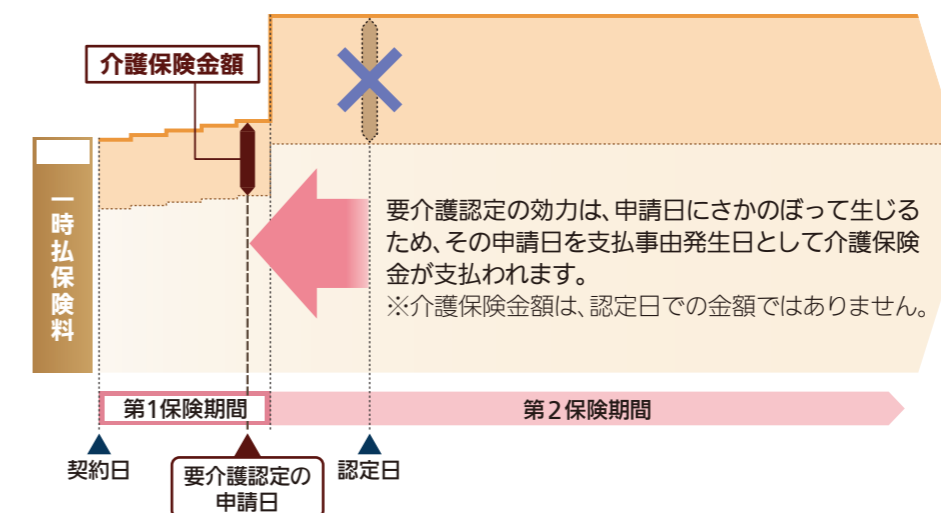 介護保険金額
一時払保険料
要介護認定の効力は、申請日にさかのぼって生じる
ため、その申請日を支払事由発生日として介護保険
金が支払われます。
※介護保険金額は、認定日での金額ではありません。
第1保険期間
第2保険期間
契約日
要介護認定の
申請日
認定日